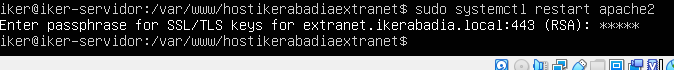 iker@iker-servidor:/var/www/hostikerabadiaextranet$ sudo systemctl restart apache2
Enter passphrase for SSL/TLS keys for extranet.ikerabadia.local:443 (RSA): *****
iker@iker-servidor:/var/www/hostikerabadiaextranet$